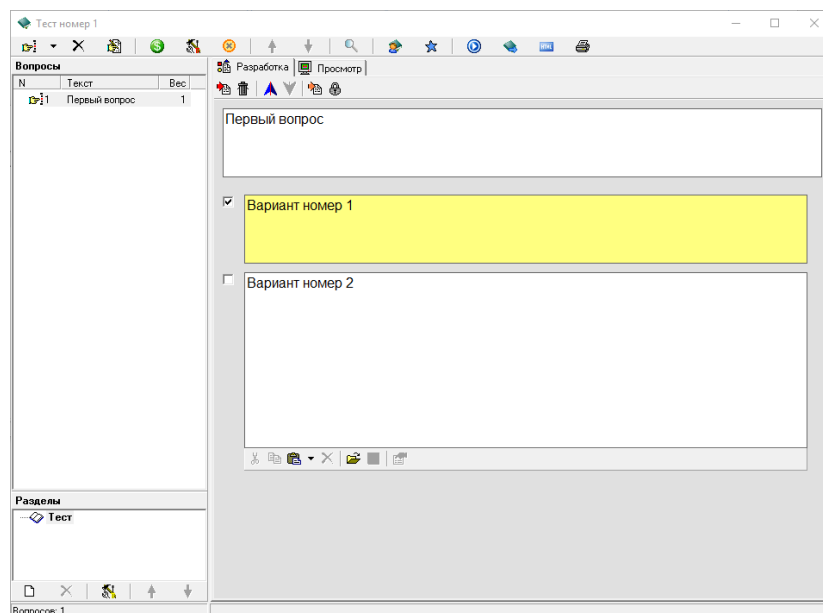 Тест номер 1
HTML
Вопросы
N Текст Вес
1 Первый вопрос 1
Разработка Просмотр
Первый вопрос
Вариант номер 1
Вариант номер 2
Разделы
Тест
Вопросов: 1